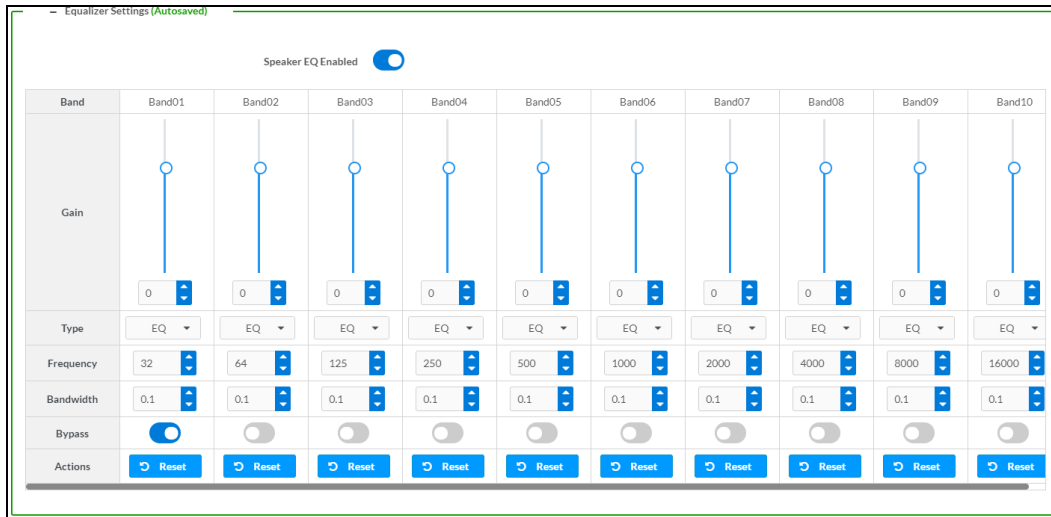 – Equalizer Settings (Autosaved)
Speaker EQ Enabled
Band Band01 Band02 Band03 Band04 Band05 Band06 Band07 Band08 Band09 Band10
Gain
0 0 0 0 0 0 0 0 0 0
Type EQ EQ EQ EQ EQ EQ EQ EQ EQ EQ
Frequency 32 64 125 250 500 1000 2000 4000 8000 16000
Bandwidth 0.1 0.1 0.1 0.1 0.1 0.1 0.1 0.1 0.1 0.1
Bypass
Actions Reset Reset Reset Reset Reset Reset Reset Reset Reset Reset